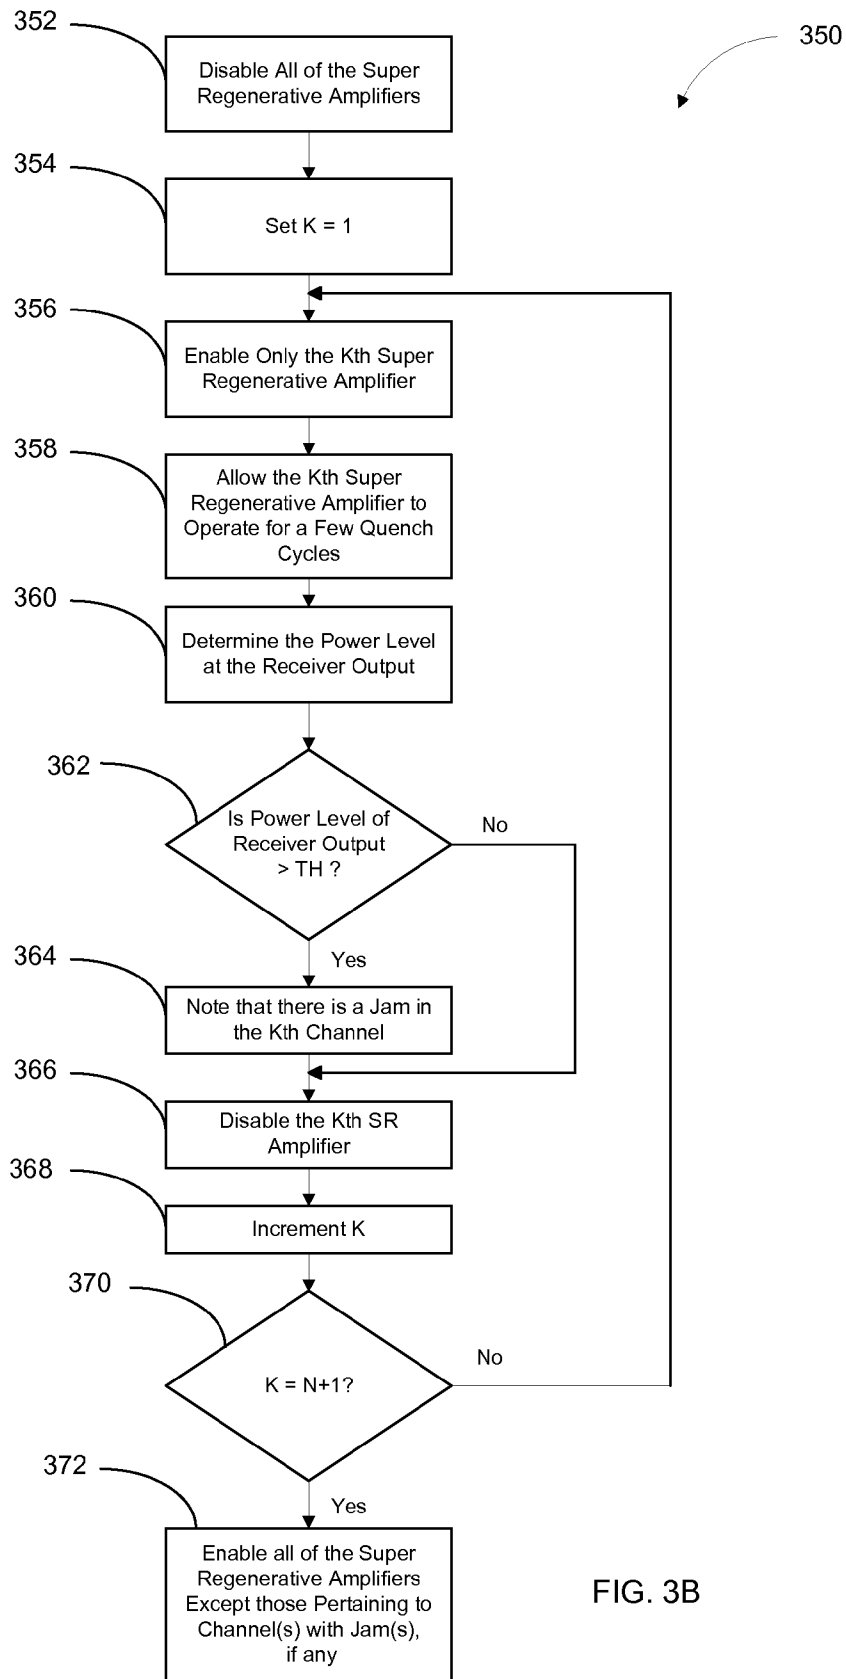 352
350
Disable All of the Super
Regenerative Amplifiers
354
Set K = 1
356
Enable Only the Kth Super
Regenerative Amplifier
358
Allow the Kth Super
Regenerative Amplifier to
Operate for a Few Quench
Cycles
360
Determine the Power Level
at the Receiver Output
362
Is Power Level of
Receiver Output
> TH ?
No
Yes
364
Note that there is a Jam in
the Kth Channel
366
Disable the Kth SR
Amplifier
368
Increment K
370
K = N+1?
No
372
Yes
Enable all of the Super
Regenerative Amplifiers
Except those Pertaining to
Channel(s) with Jam(s),
if any
FIG. 3B